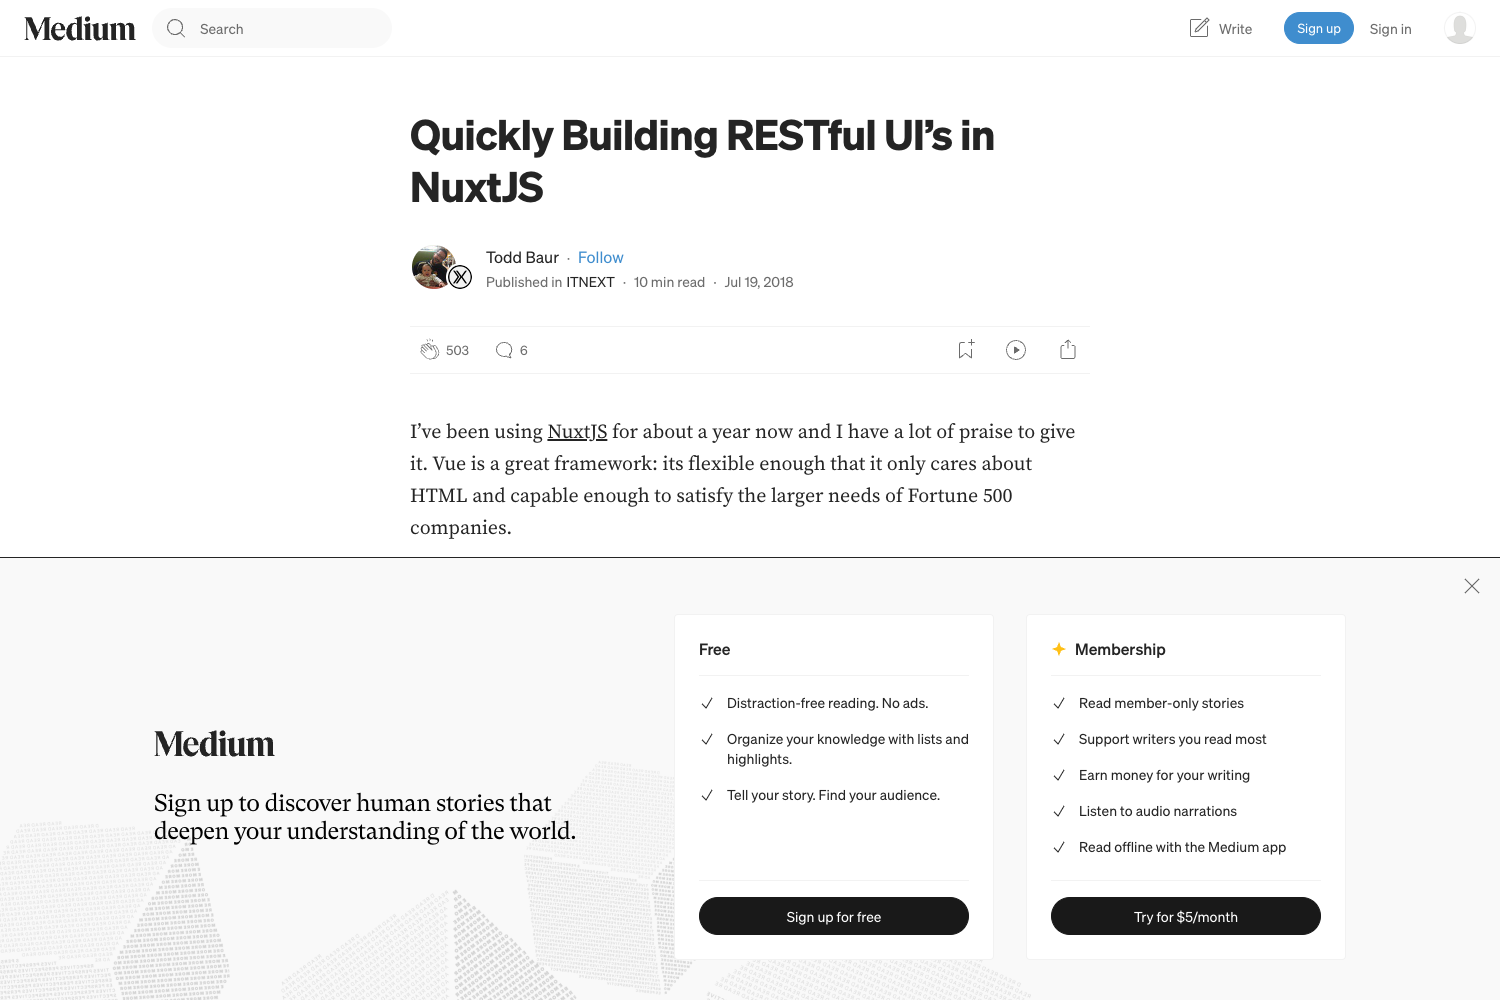 Medium
Search
Write
Sign up
Sign in
Quickly Building RESTful UI’s in
NuxtJS
Todd Baur · Follow
Published in ITNEXT · 10 min read · Jul 19, 2018
503
6
I’ve been using NuxtJS for about a year now and I have a lot of praise to give
it. Vue is a great framework: its flexible enough that it only cares about
HTML and capable enough to satisfy the larger needs of Fortune 500
companies.
Medium
Sign up to discover human stories that
deepen your understanding of the world.
Free
Distraction-free reading. No ads.
Organize your knowledge with lists and
highlights.
Tell your story. Find your audience.
Sign up for free
Membership
Read member-only stories
Support writers you read most
Earn money for your writing
Listen to audio narrations
Read offline with the Medium app
Try for $5/month